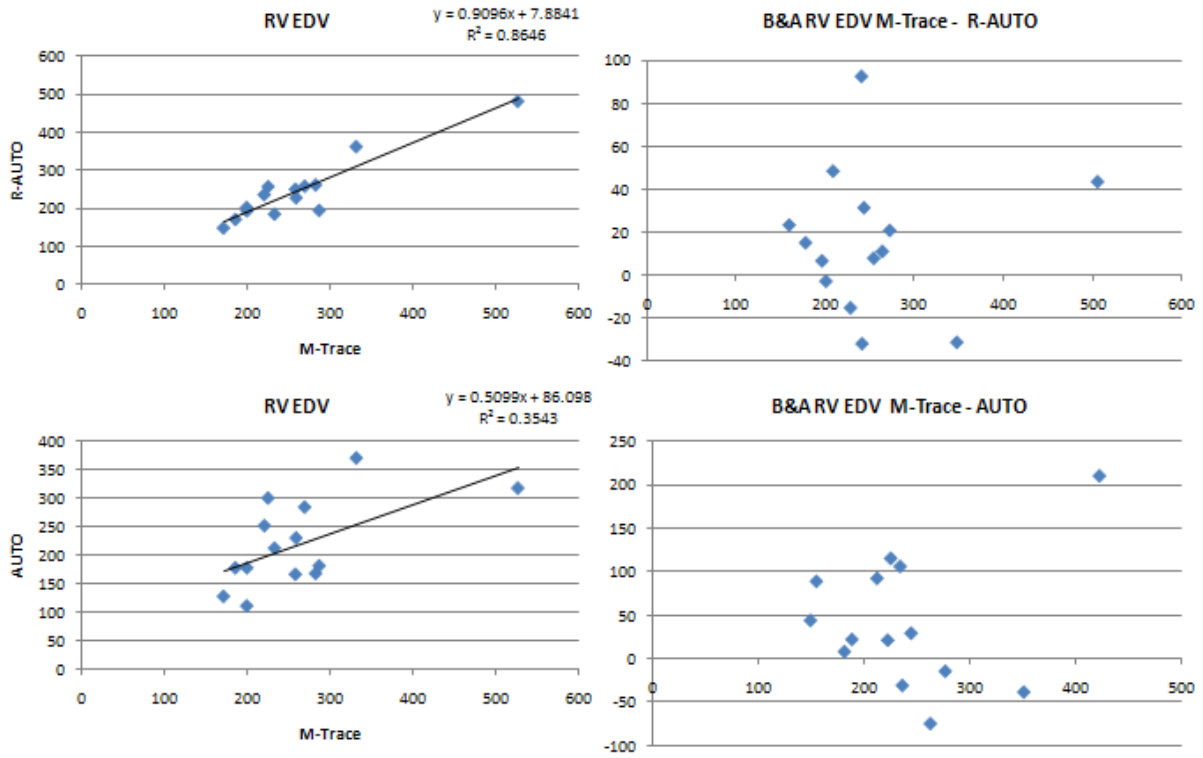 RV EDV
y = 0.9096x + 7.8841
R² = 0.8646
600
500
400
300
200
100
0
R-AUTO
0 100 200 300 400 500 600
M-Trace
B&A RV EDV M-Trace - R-AUTO
100
80
60
40
20
0
-20
-40
0 100 200 300 400 500 600
RV EDV
y = 0.5099x + 86.098
R² = 0.3543
400
350
300
250
200
150
100
50
0
AUTO
0 100 200 300 400 500 600
M-Trace
B&A RV EDV M-Trace - AUTO
250
200
150
100
50
0
-50
-100
0 100 200 300 400 500